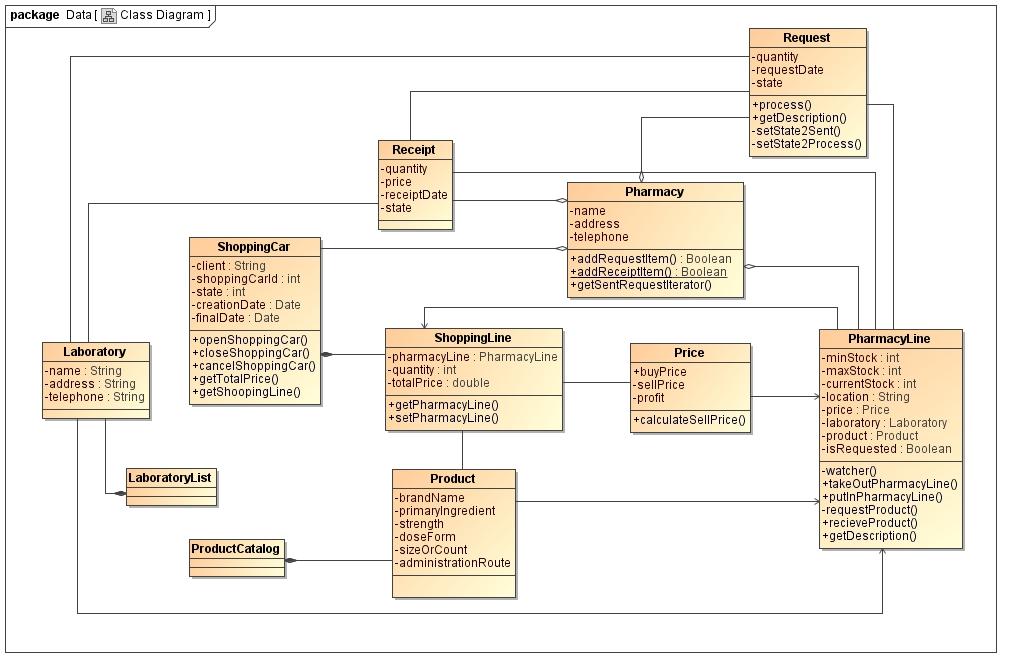 package Data [ Class Diagram ]
Request
-quantity
-requestDate
-state
+process()
+getDescription()
-setState2Sent()
-setState2Process()
Receipt
-quantity
-price
-receiptDate
-state
Pharmacy
-name
-address
-telephone
+addRequestItem() : Boolean
+addReceiptItem() : Boolean
+getSentRequestIterator()
ShoppingCar
-client : String
-shoppingCarId : int
-state : int
-creationDate : Date
-finalDate : Date
+openShoppingCar()
+closeShoppingCar()
+cancelShoppingCar()
+getTotalPrice()
+getShoopingLine()
Laboratory
-name : String
-address : String
-telephone : String
ShoppingLine
-pharmacyLine : PharmacyLine
-quantity : int
-totalPrice : double
+getPharmacyLine()
+setPharmacyLine()
Price
+buyPrice
-sellPrice
-profit
+calculateSellPrice()
PharmacyLine
-minStock : int
-maxStock : int
-currentStock : int
-location : String
-price : Price
-laboratory : Laboratory
-product : Product
-isRequested : Boolean
-watcher()
+takeOutPharmacyLine()
+putInPharmacyLine()
-requestProduct()
+recieveProduct()
+getDescription()
LaboratoryList
Product
-brandName
-primaryIngredient
-strength
-doseForm
-sizeOrCount
-administrationRoute
ProductCatalog